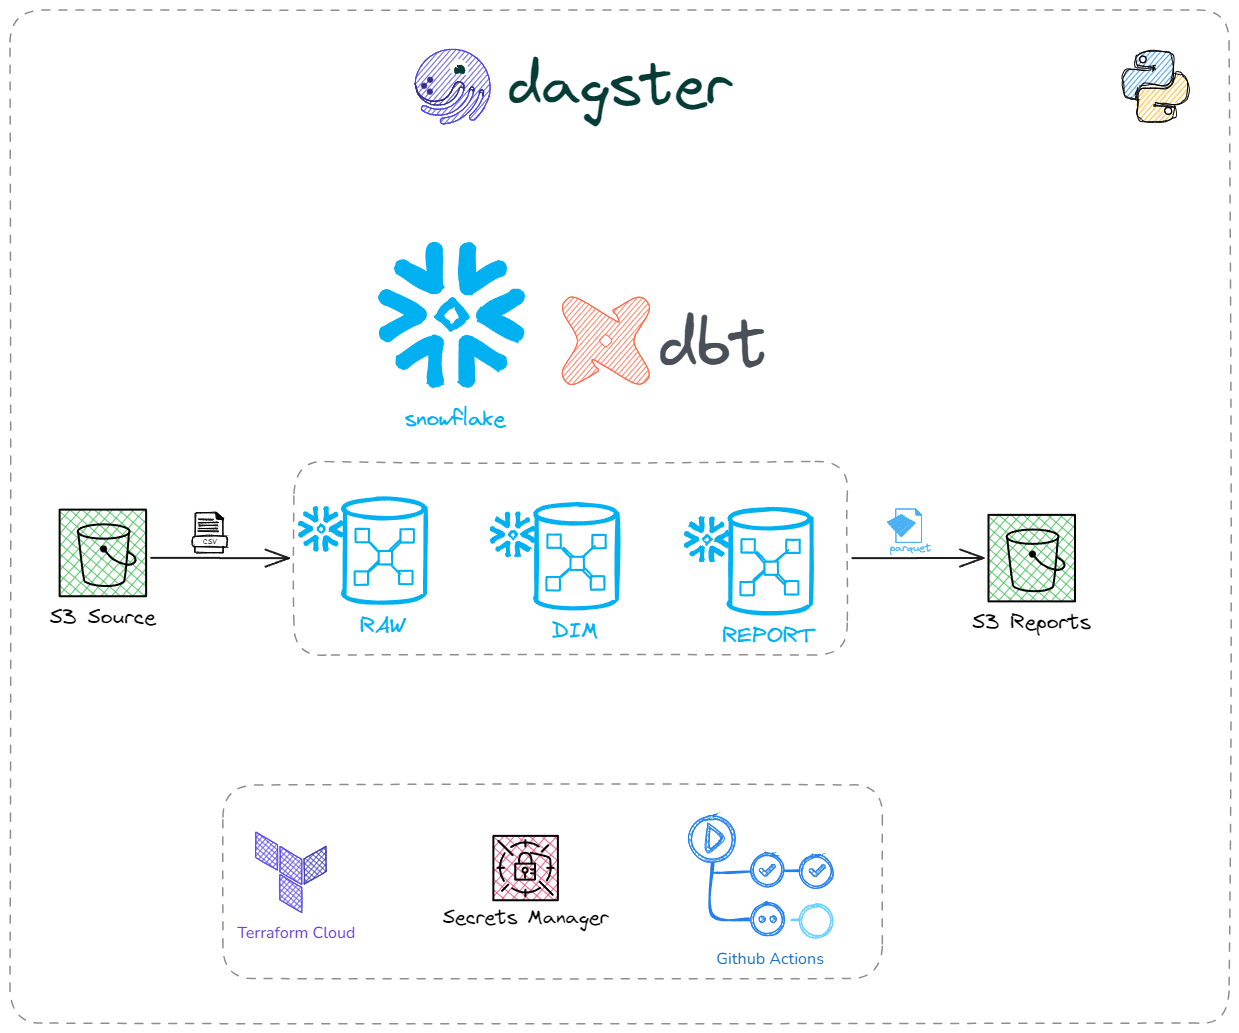 dagster
snowflake
dbt
CSV
parquet
S3 Source
RAW
DIM
REPORT
S3 Reports
Terraform Cloud
Secrets Manager
Github Actions